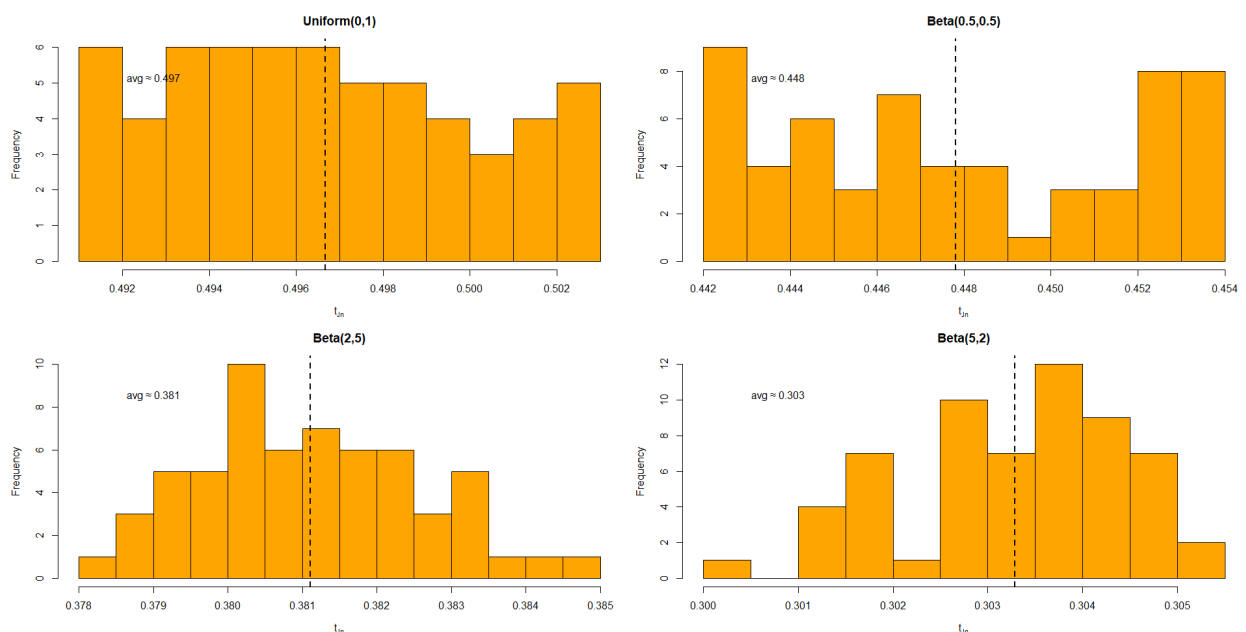 Uniform(0,1)
avg ≈ 0.497
Frequency
0 1 2 3 4 5 6
0.492 0.494 0.496 0.498 0.500 0.502
t_Jn
Beta(0.5,0.5)
avg ≈ 0.448
Frequency
0 2 4 6 8
0.442 0.444 0.446 0.448 0.450 0.452 0.454
t_Jn
Beta(2,5)
avg ≈ 0.381
Frequency
0 2 4 6 8 10
0.378 0.379 0.380 0.381 0.382 0.383 0.384 0.385
t_Jn
Beta(5,2)
avg ≈ 0.303
Frequency
0 2 4 6 8 10 12
0.300 0.301 0.302 0.303 0.304 0.305
t_Jn